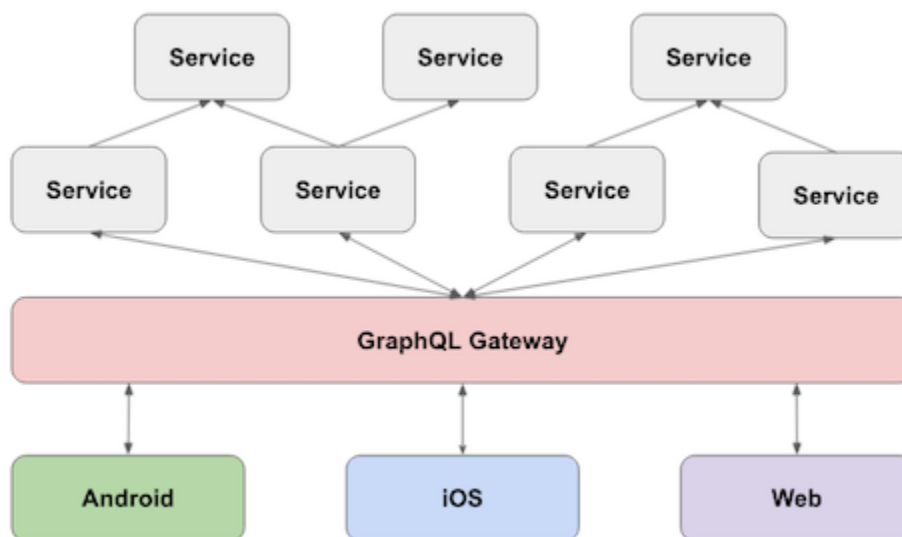 Service
Service
Service
Service
Service
Service
Service
GraphQL Gateway
Android
iOS
Web